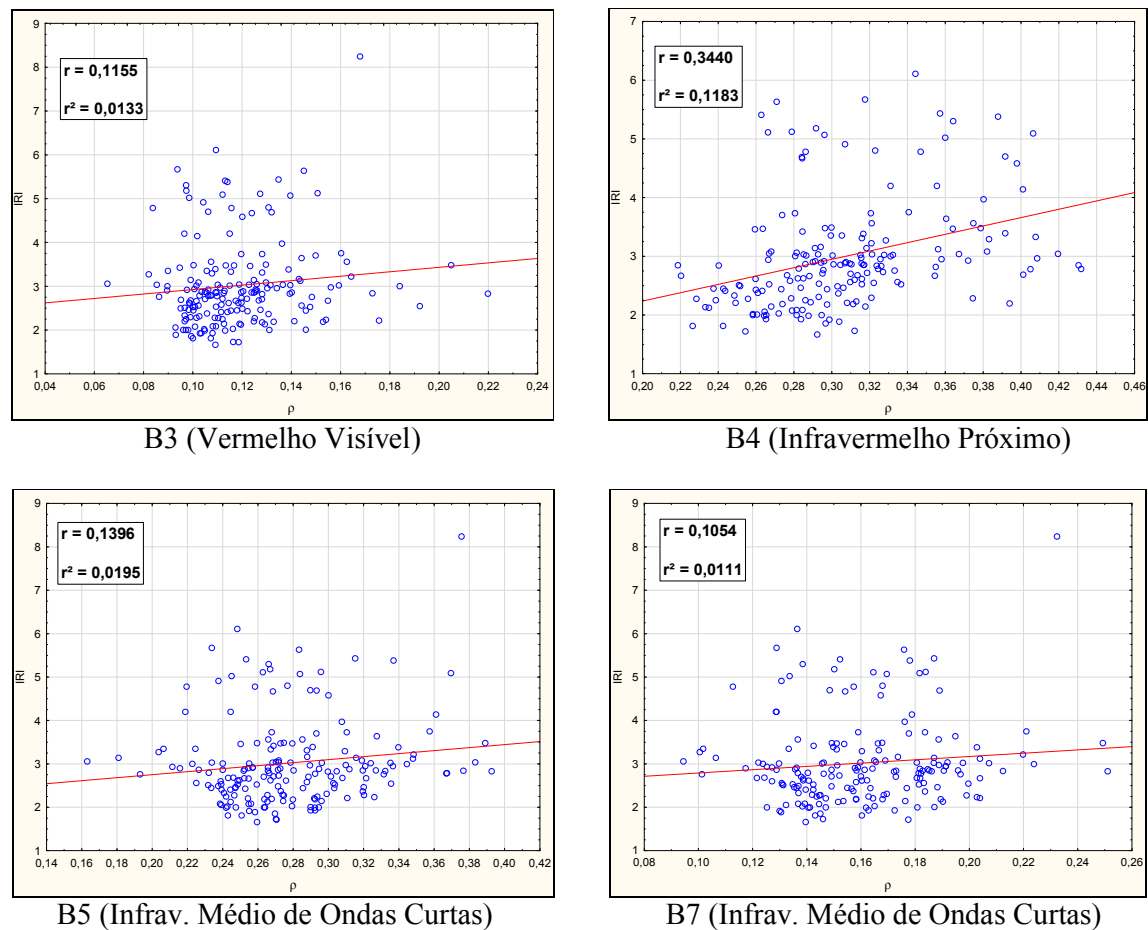 9
8
7
6
5
4
3
2
1
IRI
r = 0,1155
r² = 0,0133
0,04 0,06 0,08 0,10 0,12 0,14 0,16 0,18 0,20 0,22 0,24
ρ
B3 (Vermelho Visível)
7
6
5
4
3
2
1
IRI
r = 0,3440
r² = 0,1183
0,20 0,22 0,24 0,26 0,28 0,30 0,32 0,34 0,36 0,38 0,40 0,42 0,44 0,46
ρ
B4 (Infravermelho Próximo)
9
8
7
6
5
4
3
2
1
IRI
r = 0,1396
r² = 0,0195
0,14 0,16 0,18 0,20 0,22 0,24 0,26 0,28 0,30 0,32 0,34 0,36 0,38 0,40 0,42
ρ
B5 (Infrav. Médio de Ondas Curtas)
9
8
7
6
5
4
3
2
1
IRI
r = 0,1054
r² = 0,0111
0,08 0,10 0,12 0,14 0,16 0,18 0,20 0,22 0,24 0,26
ρ
B7 (Infrav. Médio de Ondas Curtas)